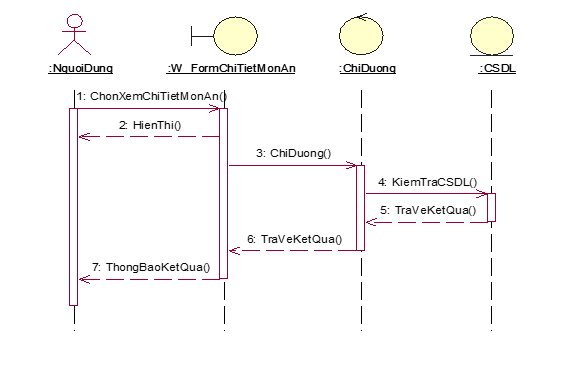 :NguoiDung
:W_FormChiTietMonAn
:ChiDuong
:CSDL
1: ChonXemChiTietMonAn()
2: HienThi()
3: ChiDuong()
4: KiemTraCSDL()
5: TraVeKetQua()
6: TraVeKetQua()
7: ThongBaoKetQua()